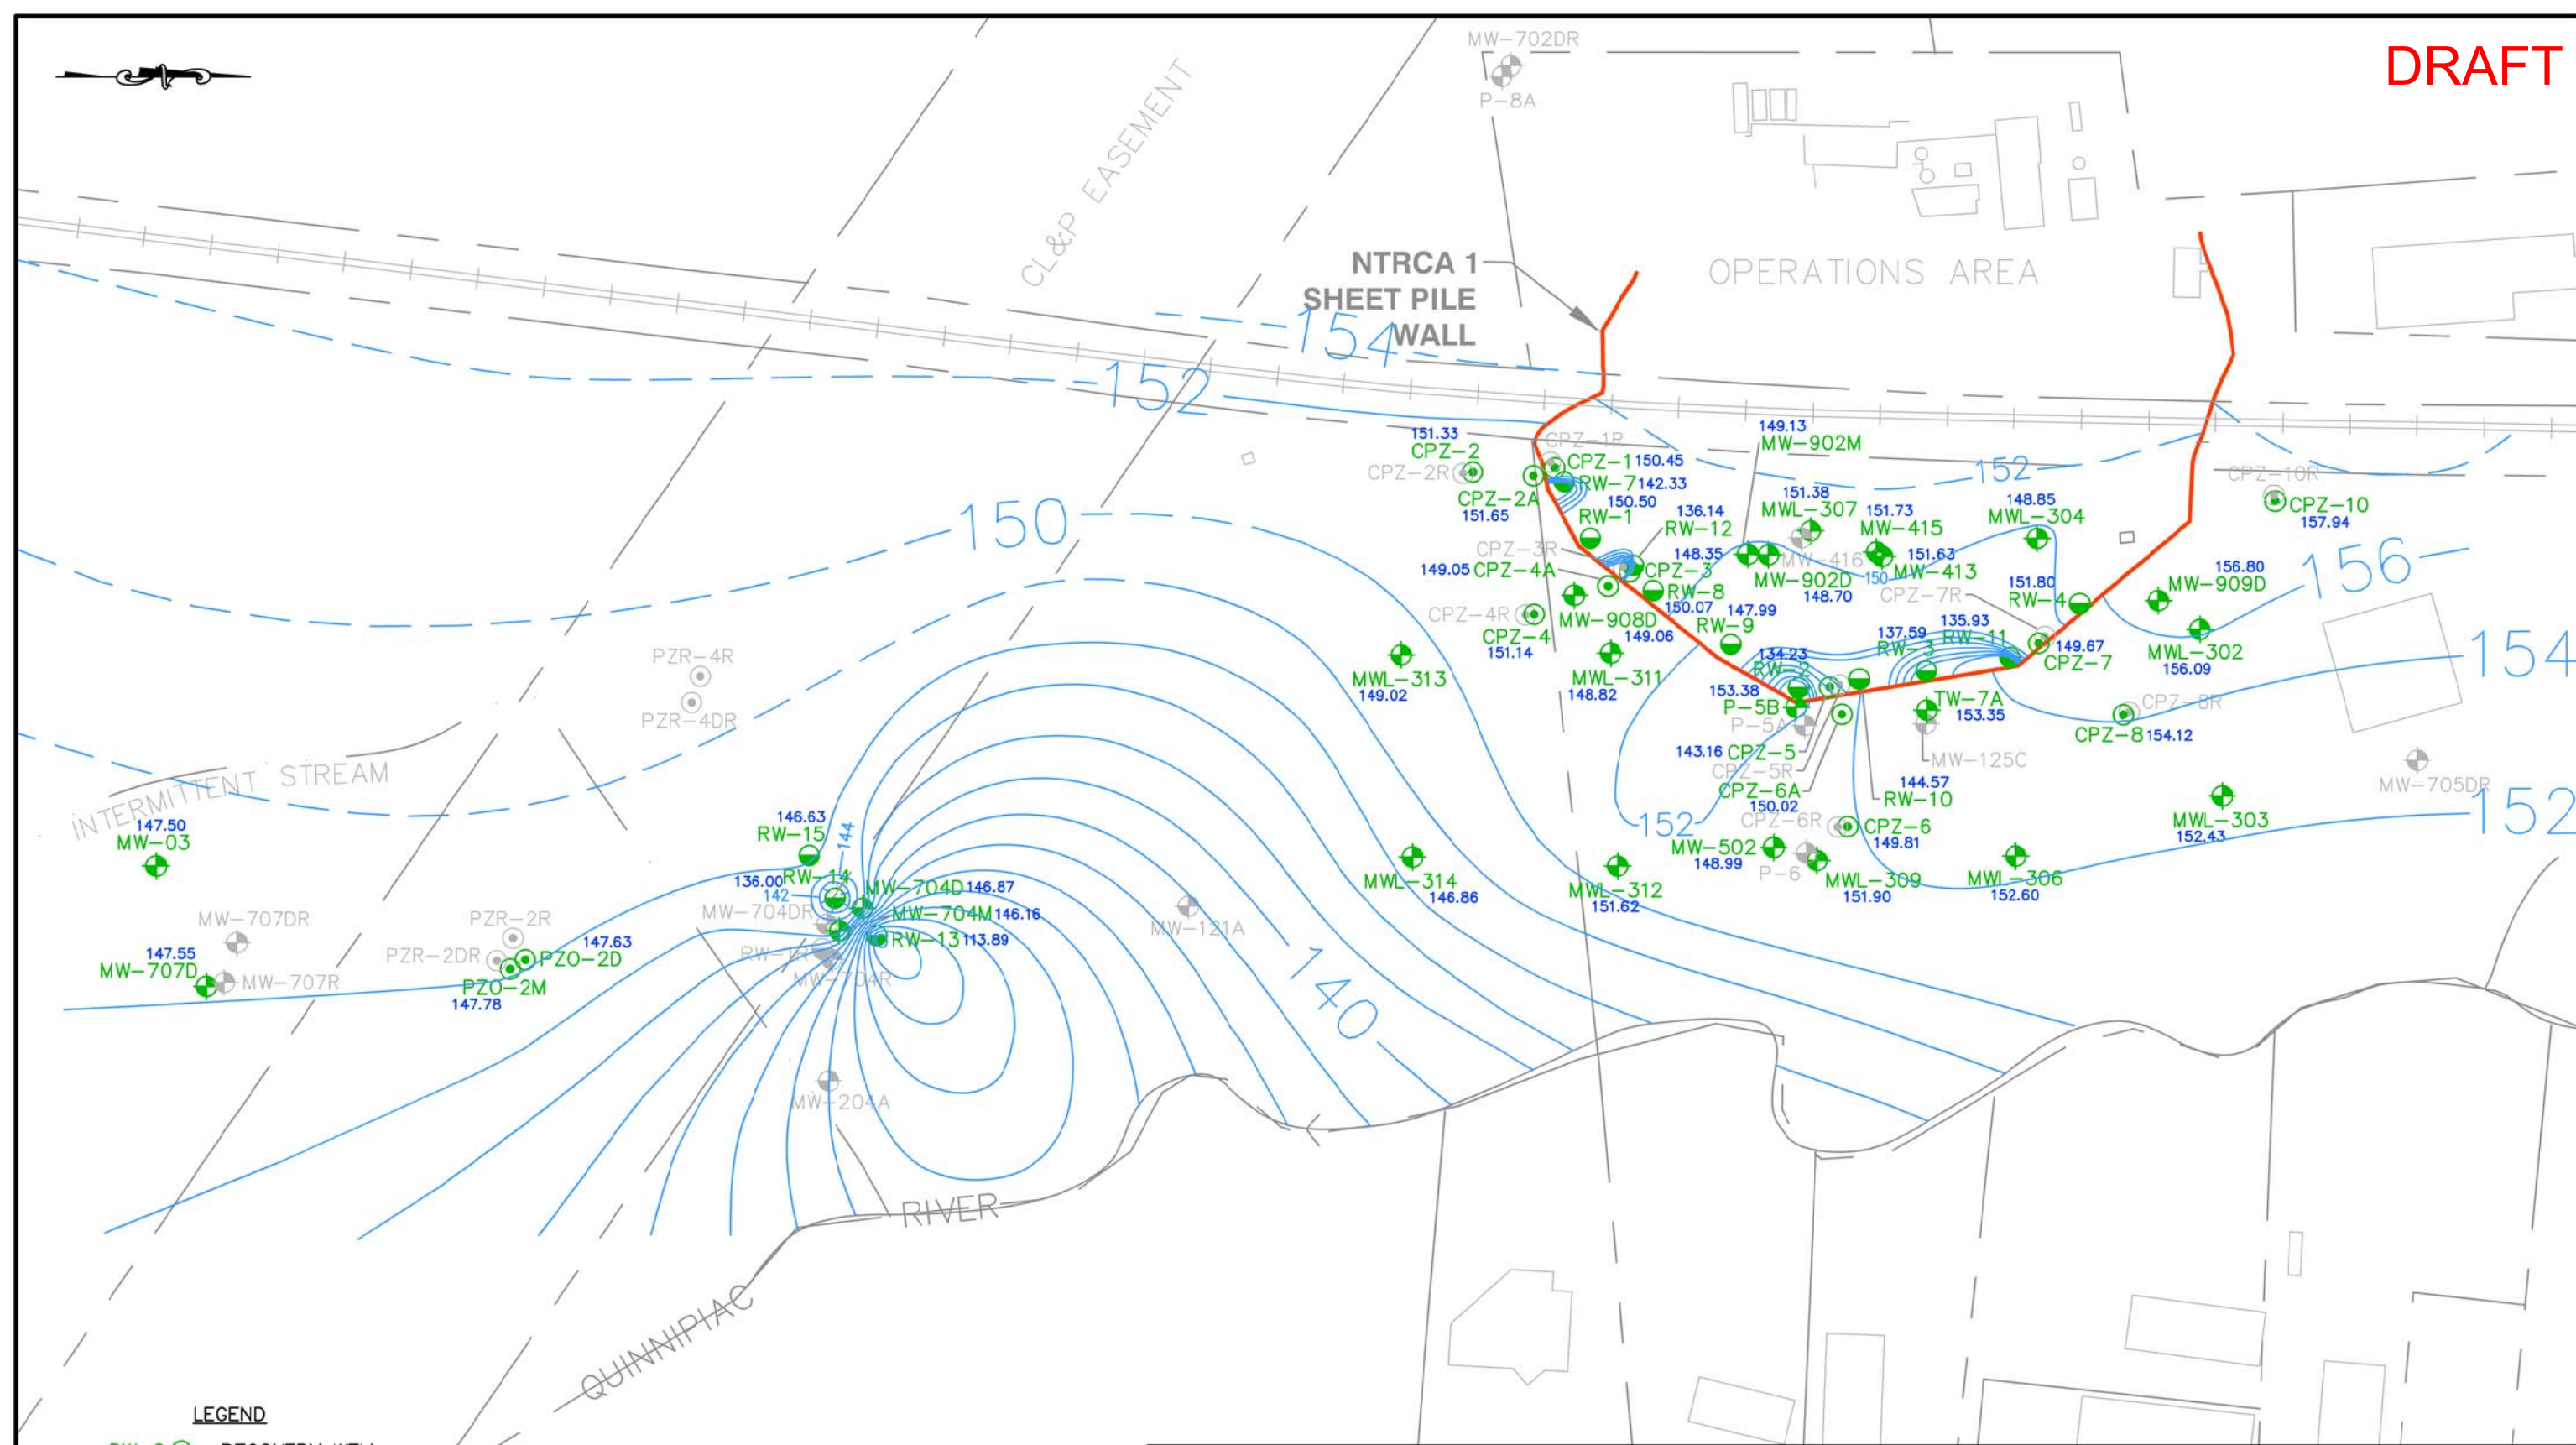 MW-702DR
P-8A
DRAFT
CL&P EASEMENT
NTRCA 1
SHEET PILE
WALL
OPERATIONS AREA
154
152
150
151.33
CPZ-2
CPZ-2R
CPZ-1R
CPZ-1 150.45
RW-7 142.33
CPZ-2A
151.65
150.50
RW-1
149.13
MW-902M
151.38
MWL-307
151.73
MW-415
148.85
MWL-304
152
CPZ-10R
CPZ-10
157.94
136.14
RW-12
CPZ-3R
148.35
CPZ-3
149.05 CPZ-4A
MW-416
MW-902D
148.70
150
151.63
MW-413
RW-8
150.07
147.99
RW-9
CPZ-7R
151.80
RW-4
156.80
MW-909D
156
CPZ-4R
CPZ-4
151.14
MW-908D
149.06
MWL-313
149.02
MWL-311
148.82
134.23
RW-2
137.59
RW-3
135.93
RW-11
149.67
CPZ-7
MWL-302
156.09
154
PZR-4R
PZR-4DR
153.38
P-5B
P-5A
TW-7A
153.35
CPZ-8R
CPZ-8 154.12
143.16 CPZ-5
CPZ-5R
CPZ-6A
150.02
MW-125C
144.57
RW-10
MW-705DR
INTERMITTENT STREAM
147.50
MW-03
146.63
RW-15
144
152
CPZ-6R
CPZ-6
149.81
MWL-303
152.43
152
MW-502
148.99
P-6
MWL-309
151.90
MWL-306
152.60
MWL-314
146.86
MWL-312
151.62
136.00 RW-14
142
MW-704D 146.87
MW-704DR
MW-704M 146.16
RW-13 113.89
RW-1R
MW-704R
MW-121A
MW-707DR
147.55
MW-707D
MW-707R
PZR-2R
PZR-2DR
147.63
PZO-2D
PZO-2M
147.78
140
MW-204A
QUINNIPIAC
RIVER
LEGEND